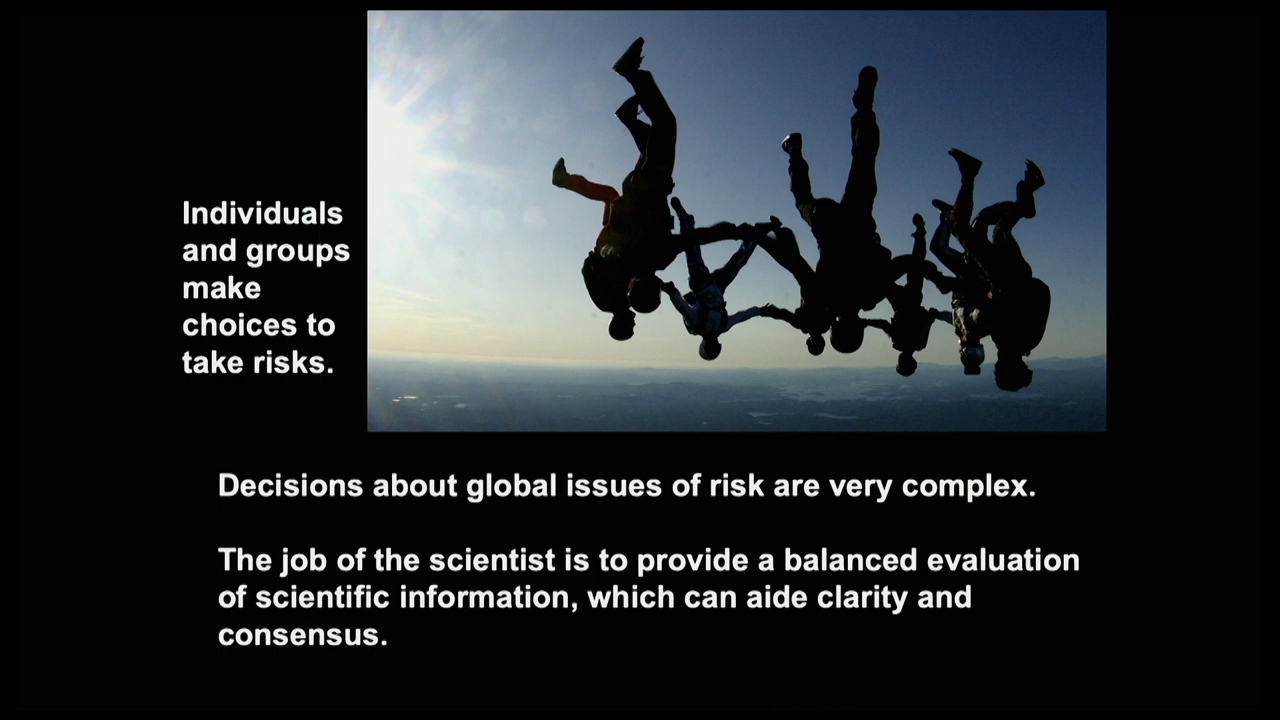 Individuals
and groups
make
choices to
take risks.
Decisions about global issues of risk are very complex.
The job of the scientist is to provide a balanced evaluation
of scientific information, which can aide clarity and
consensus.